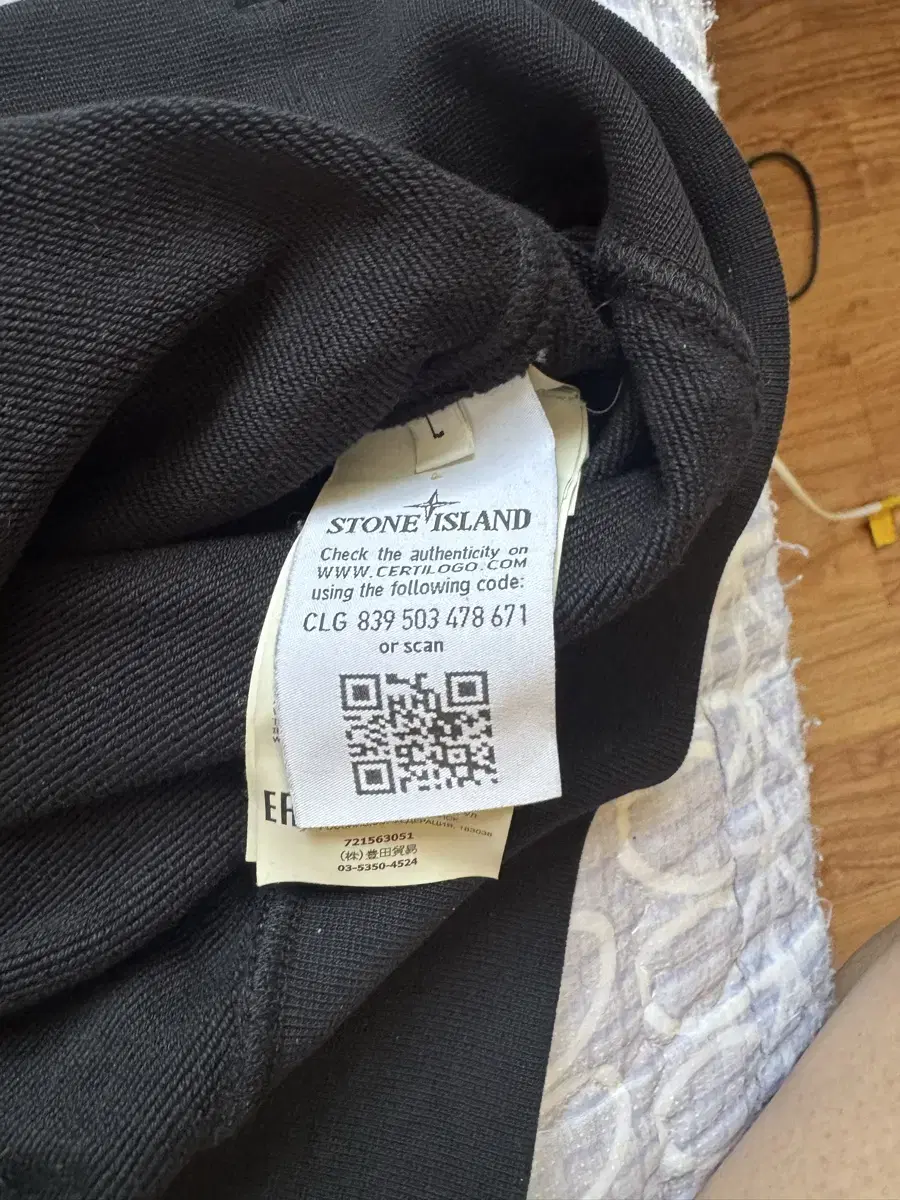 L
STONE ISLAND
Check the authenticity on
WWW.CERTILOGO.COM
using the following code:
CLG 839 503 478 671
or scan
721563051
(株)豊田貿易
03-5350-4524